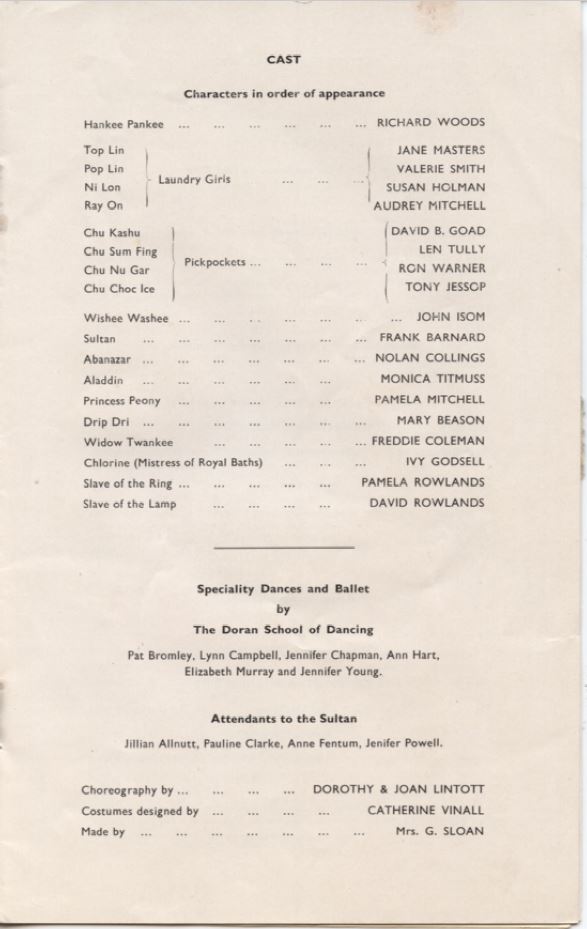 CAST
Characters in order of appearance
Hankee Pankee ... ... ... ... ... ... RICHARD WOODS
Top Lin JANE MASTERS
Pop Lin VALERIE SMITH
Laundry Girls ... ... ...
Ni Lon SUSAN HOLMAN
Ray On AUDREY MITCHELL
Chu Kashu DAVID B. GOAD
Chu Sum Fing LEN TULLY
Pickpockets ... ... ... ...
Chu Nu Gar RON WARNER
Chu Choc Ice TONY JESSOP
Wishee Washee ... ... ... ... ... ... ... JOHN ISOM
Sultan ... ... ... ... ... ... ... FRANK BARNARD
Abanazar ... ... ... ... ... ... ... NOLAN COLLINGS
Aladdin ... ... ... ... ... ... MONICA TITMUSS
Princess Peony ... ... ... ... ... PAMELA MITCHELL
Drip Dri ... ... ... ... ... ... ... MARY BEASON
Widow Twankee ... ... ... ... ... FREDDIE COLEMAN
Chlorine (Mistress of Royal Baths) ... ... ... IVY GODSELL
Slave of the Ring ... ... ... ... ... PAMELA ROWLANDS
Slave of the Lamp ... ... ... ... DAVID ROWLANDS
Speciality Dances and Ballet
by
The Doran School of Dancing
Pat Bromley, Lynn Campbell, Jennifer Chapman, Ann Hart,
Elizabeth Murray and Jennifer Young.
Attendants to the Sultan
Jillian Allnutt, Pauline Clarke, Anne Fentum, Jenifer Powell.
Choreography by ... ... ... ... DOROTHY & JOAN LINTOTT
Costumes designed by ... ... ... ... CATHERINE VINALL
Made by ... ... ... ... ... ... ... Mrs. G. SLOAN